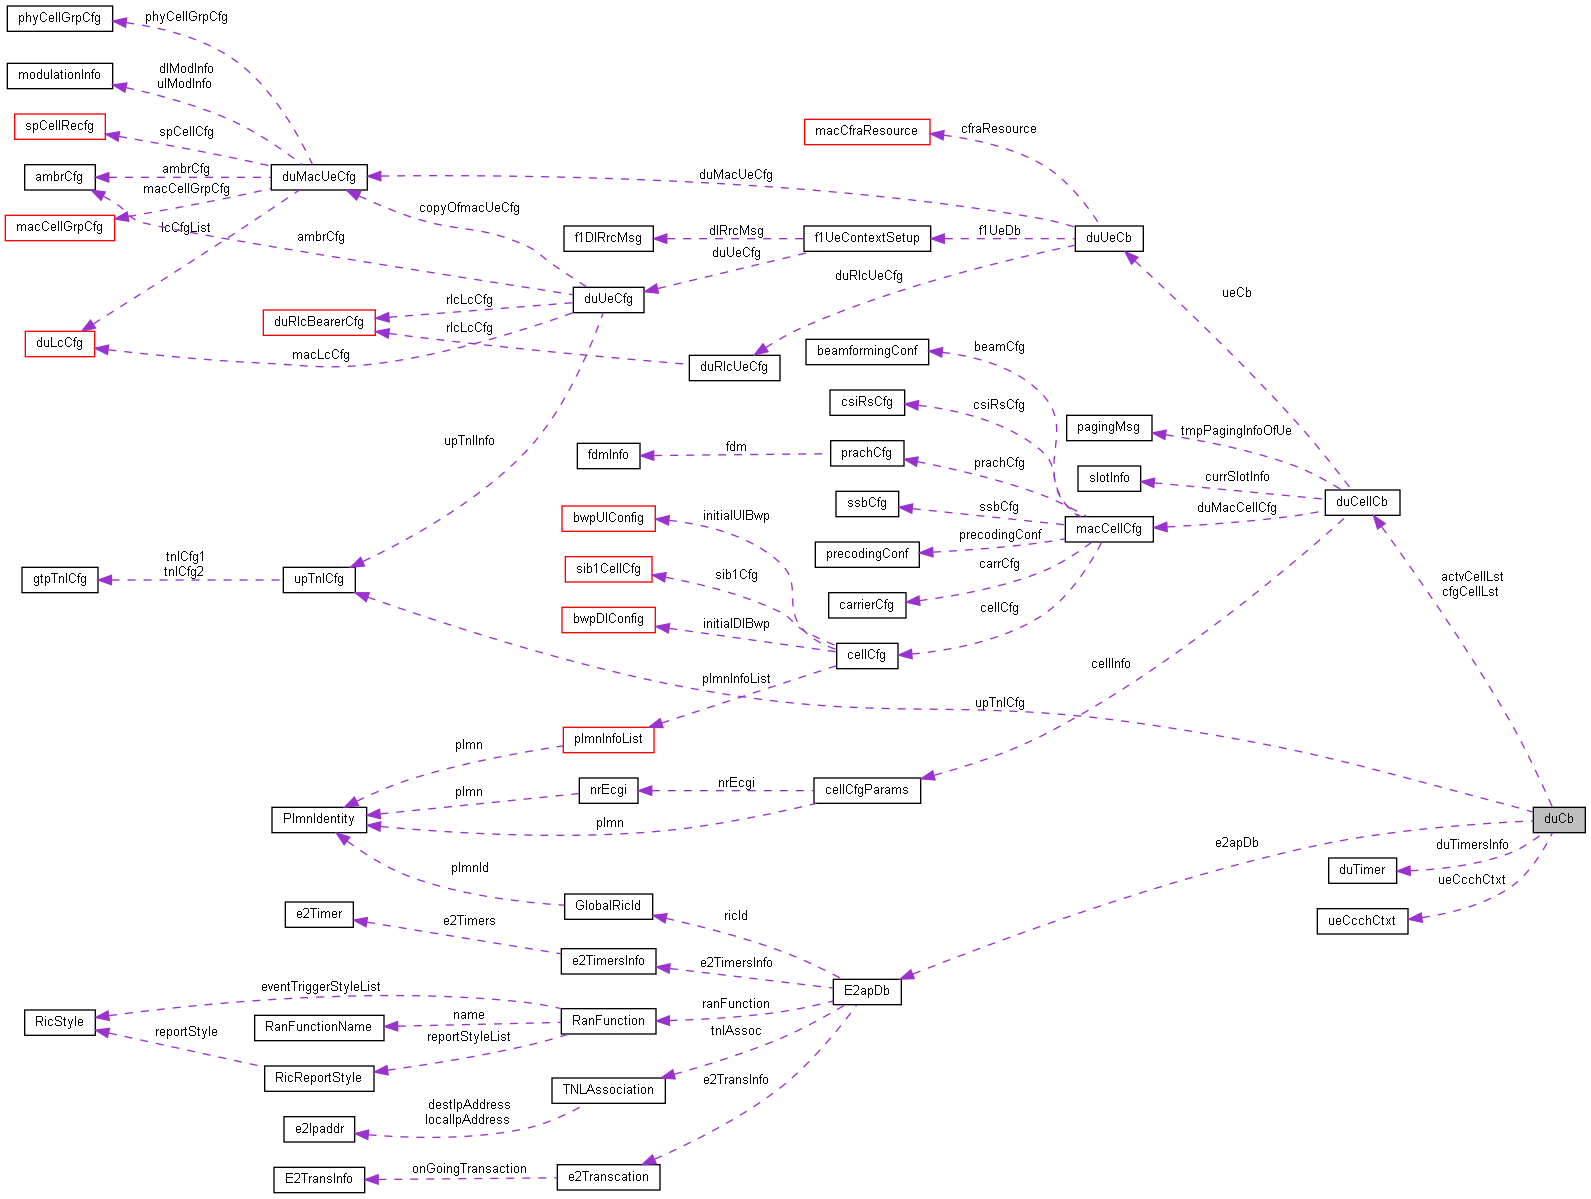 phyCellGrpCfg
phyCellGrpCfg
modulationInfo
dlModInfo
ulModInfo
spCellRecfg
spCellCfg
ambrCfg
ambrCfg
macCellGrpCfg
macCellGrpCfg
lcCfgList
duMacUeCfg
duLcCfg
ambrCfg
copyOfmacUeCfg
duRlcBearerCfg
rlcLcCfg
rlcLcCfg
macLcCfg
duUeCfg
upTnlInfo
f1DlRrcMsg
dlRrcMsg
duUeCfg
duMacUeCfg
f1UeContextSetup
f1UeDb
macCfraResource
cfraResource
duUeCb
duRlcUeCfg
duRlcUeCfg
ueCb
beamformingConf
beamCfg
csiRsCfg
csiRsCfg
fdmInfo
fdm
prachCfg
prachCfg
ssbCfg
ssbCfg
precodingConf
precodingConf
carrierCfg
carrCfg
cellCfg
macCellCfg
pagingMsg
tmpPagingInfoOfUe
slotInfo
currSlotInfo
duMacCellCfg
duCellCb
bwpUlConfig
initialUlBwp
sib1CellCfg
sib1Cfg
bwpDlConfig
initialDlBwp
cellCfg
gtpTnlCfg
tnlCfg1
tnlCfg2
upTnlCfg
plmnInfoList
upTnlCfg
cellInfo
actvCellLst
cfgCellLst
plmnInfoList
plmn
nrEcgi
nrEcgi
cellCfgParams
plmn
plmn
PlmnIdentity
duCb
e2apDb
duTimersInfo
duTimer
ueCcchCtxt
ueCcchCtxt
plmnId
GlobalRicId
ricId
e2Timer
e2Timers
e2TimersInfo
e2TimersInfo
E2apDb
eventTriggerStyleList
RicStyle
RanFunctionName
name
RanFunction
ranFunction
reportStyle
reportStyleList
tnlAssoc
RicReportStyle
TNLAssociation
e2TransInfo
destIpAddress
localIpAddress
e2Ipaddr
E2TransInfo
onGoingTransaction
e2Transcation